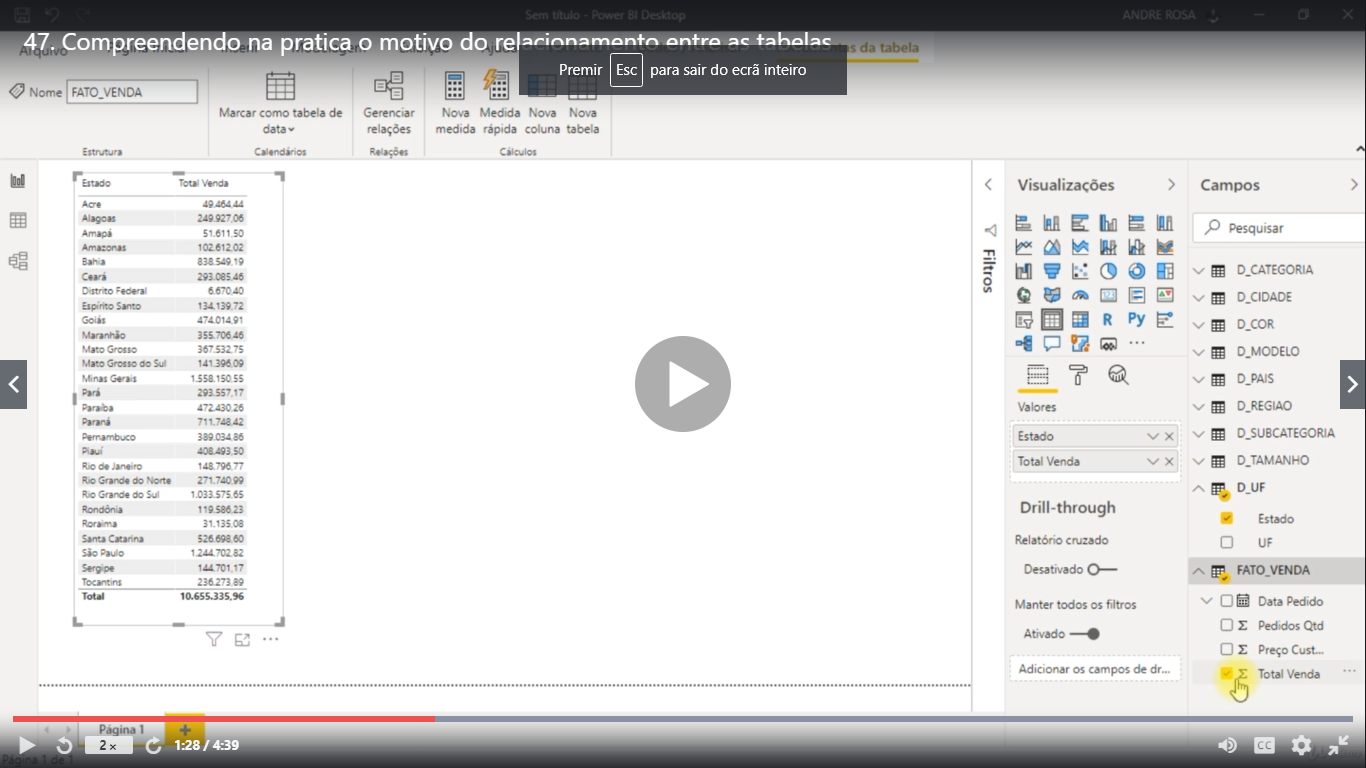 Sem título - Power BI Desktop
ANDRE ROSA
47. Compreendendo na pratica o motivo do relacionamento entre as tabelas
Arquivo
da tabela
Premir Esc para sair do ecrã inteiro
Nome FATO_VENDA
Marcar como tabela de data
Gerenciar relações
Nova medida
Medida rápida
Nova coluna
Nova tabela
Estrutura
Calendários
Relações
Cálculos
Estado Total Venda
Acre 49.464,44
Alagoas 249.927,06
Amapá 51.611,50
Amazonas 102.612,02
Bahia 838.549,19
Ceará 293.085,46
Distrito Federal 6.670,40
Espírito Santo 134.139,72
Goiás 474.014,91
Maranhão 355.706,46
Mato Grosso 367.532,75
Mato Grosso do Sul 141.396,09
Minas Gerais 1.558.150,55
Pará 293.557,17
Paraíba 472.430,26
Paraná 711.748,42
Pernambuco 389.034,86
Piauí 408.493,50
Rio de Janeiro 148.796,77
Rio Grande do Norte 271.740,99
Rio Grande do Sul 1.033.575,65
Rondônia 119.586,23
Roraima 31.135,08
Santa Catarina 526.698,60
São Paulo 1.244.702,82
Sergipe 144.701,17
Tocantins 236.273,89
Total 10.655.335,96
Filtros
Visualizações
R Py
Valores
Estado
Total Venda
Drill-through
Relatório cruzado
Desativado
Manter todos os filtros
Ativado
Adicionar os campos de dr...
Campos
Pesquisar
D_CATEGORIA
D_CIDADE
D_COR
D_MODELO
D_PAIS
D_REGIAO
D_SUBCATEGORIA
D_TAMANHO
D_UF
Estado
UF
FATO_VENDA
Data Pedido
Σ Pedidos Qtd
Σ Preço Cust...
Σ Total Venda
Página 1
+
2x
1:28 / 4:39
CC
Página 1 de 1